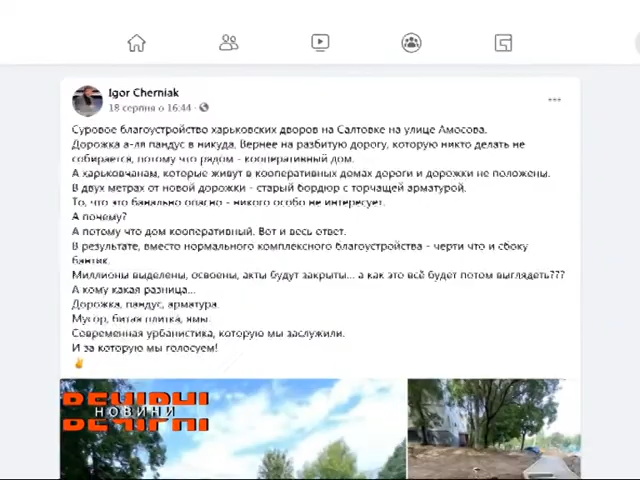 Igor Cherniak
18 серпня о 16:44 ·
Суровое благоустройство харьковских дворов на Салтовке на улице Амосова.
Дорожка а-ля пандус в никуда. Вернее на разбитую дорогу, которую никто делать не
собирается, потому что рядом - кооперативный дом.
А харьковчанам, которые живут в кооперативных домах дороги и дорожки не положены.
В двух метрах от новой дорожки - старый бордюр с торчащей арматурой.
То, что это банально опасно - никого особо не интересует.
А почему?
А потому что дом кооперативный. Вот и весь ответ.
В результате, вместо нормального комплексного благоустройства - черти что и сбоку
бантик.
Миллионы выделены, освоены, акты будут закрыты... а как это всё будет потом выглядеть???
А кому какая разница...
Дорожка, пандус, арматура.
Мусор, битая плитка, ямы.
Современная урбанистика, которую мы заслужили.
И за которую мы голосуем!
ВЕЧІРНІ
НОВИНИ
ВЕЧІРНІ